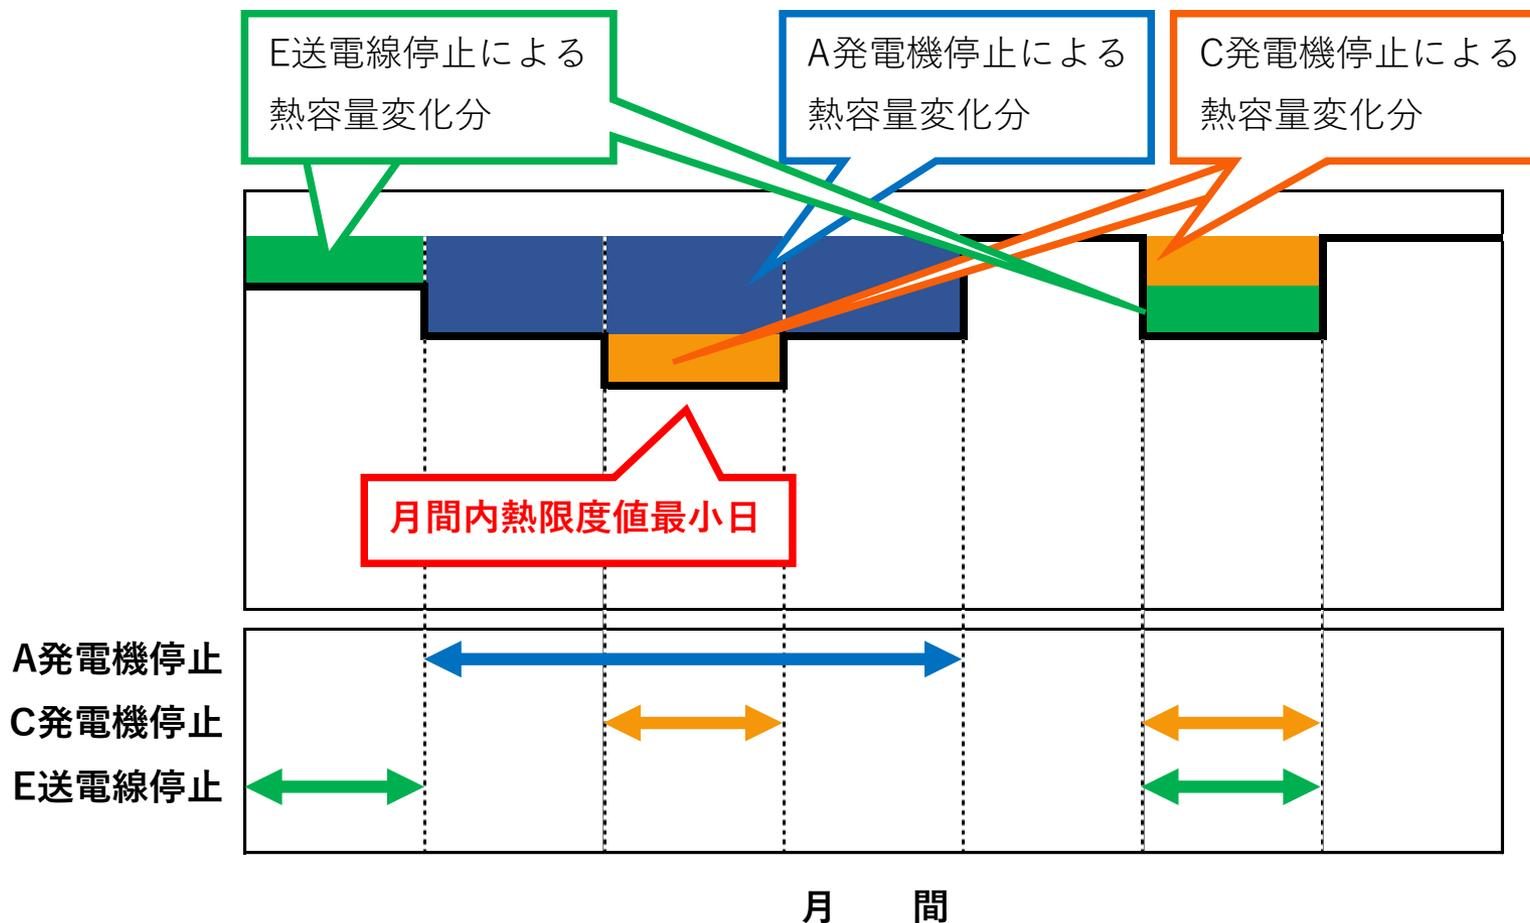 E送電線停止による
熱容量変化分
A発電機停止による
熱容量変化分
C発電機停止による
熱容量変化分
月間内熱限度値最小日
A発電機停止
C発電機停止
E送電線停止
月　　間